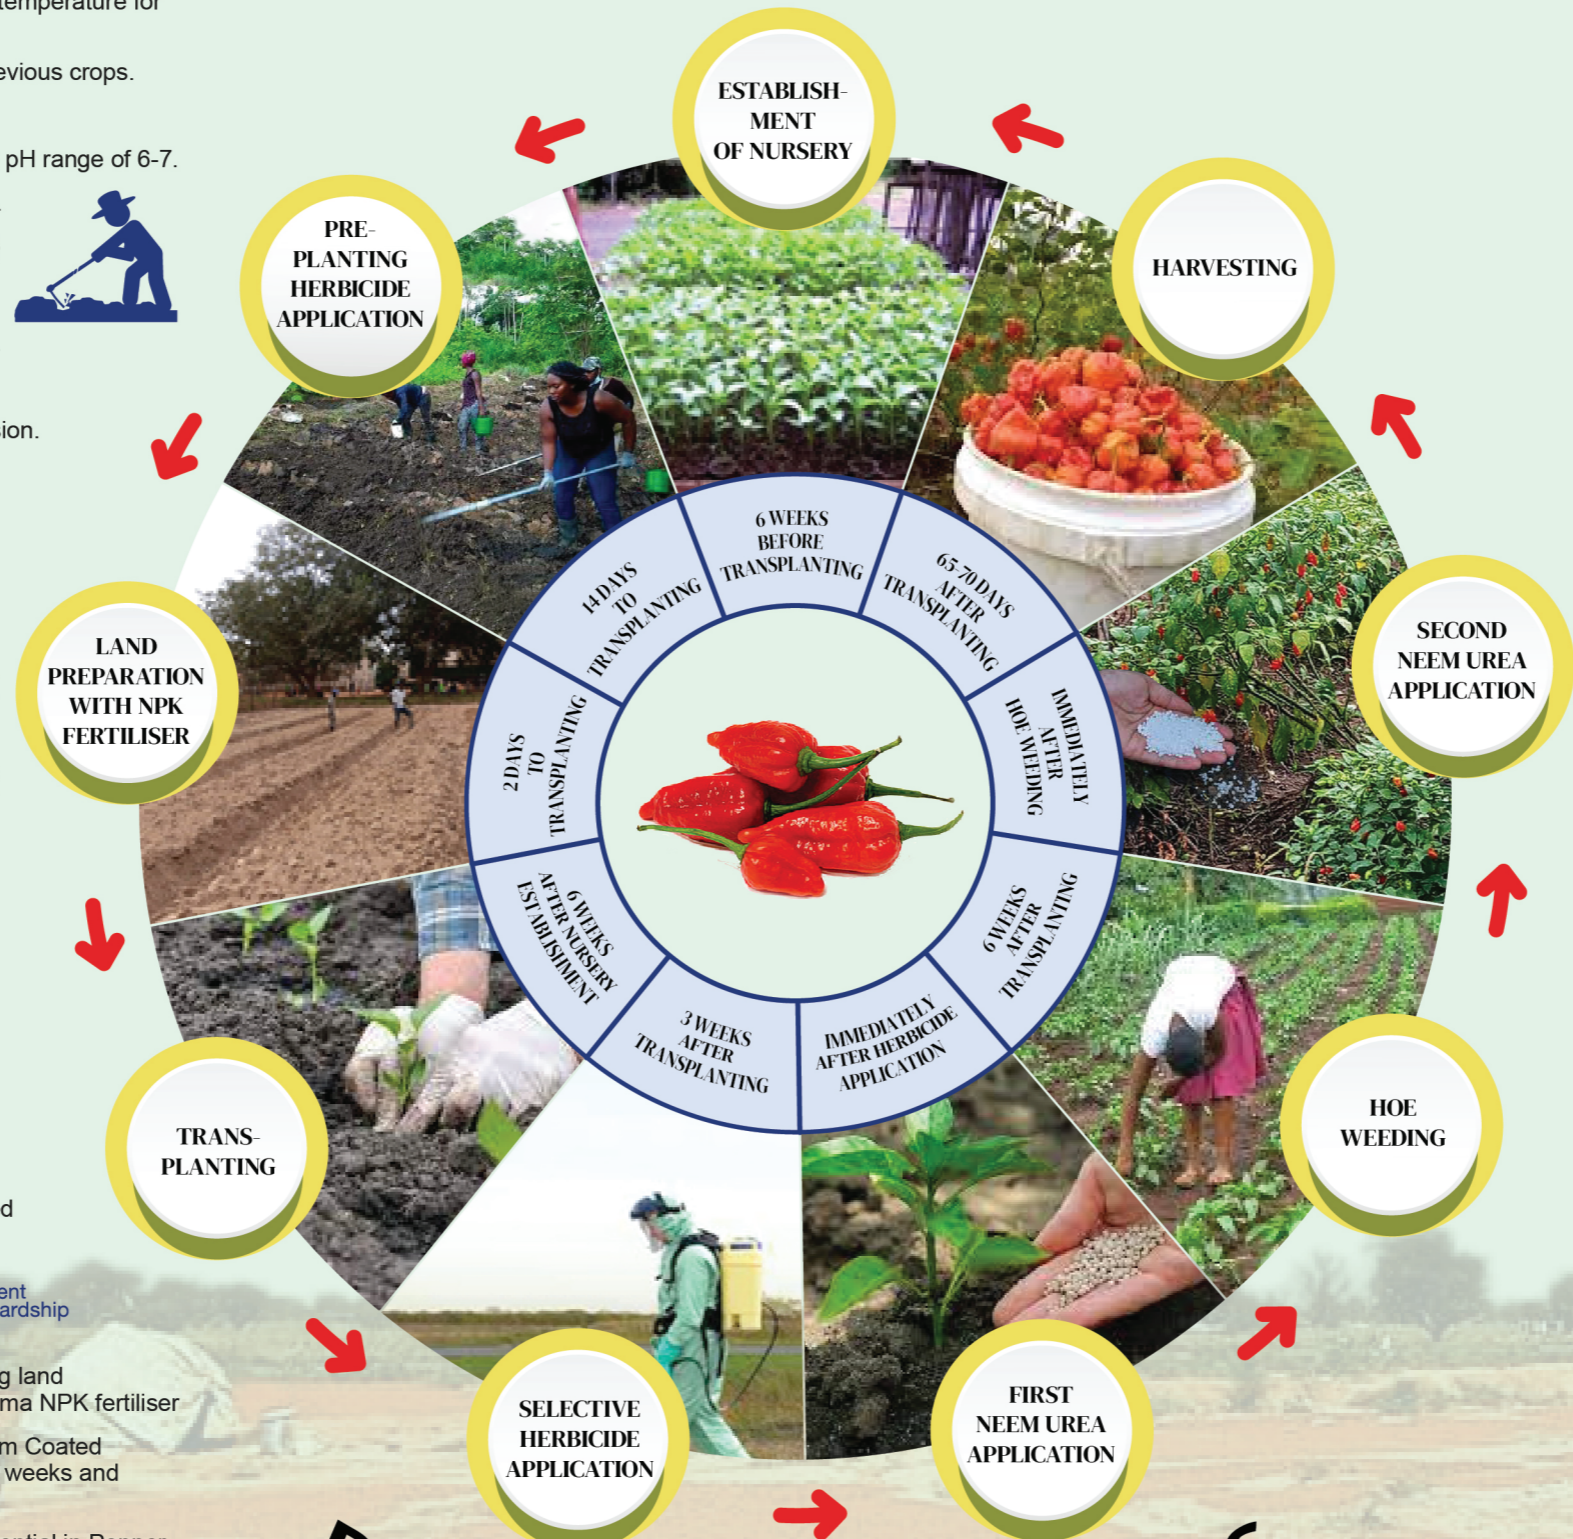 temperature for
evious crops.
pH range of 6-7.
sion.
d
ent
ardship
g land
ma NPK fertiliser
m Coated
weeks and
ESTABLISH-
MENT
OF NURSERY
PRE-
PLANTING
HERBICIDE
APPLICATION
LAND
PREPARATION
WITH NPK
FERTILISER
TRANS-
PLANTING
SELECTIVE
HERBICIDE
APPLICATION
FIRST
NEEM UREA
APPLICATION
HOE
WEEDING
SECOND
NEEM UREA
APPLICATION
HARVESTING
6 WEEKS
BEFORE
TRANSPLANTING
14 DAYS
TO
TRANSPLANTING
2 DAYS
TO
TRANSPLANTING
6 WEEKS
AFTER NURSERY
ESTABLISHMENT
3 WEEKS
AFTER
TRANSPLANTING
IMMEDIATELY
AFTER HERBICIDE
APPLICATION
6 WEEKS
AFTER
TRANSPLANTING
IMMEDIATELY
AFTER
HOE WEEDING
65-70 DAYS
AFTER
TRANSPLANTING